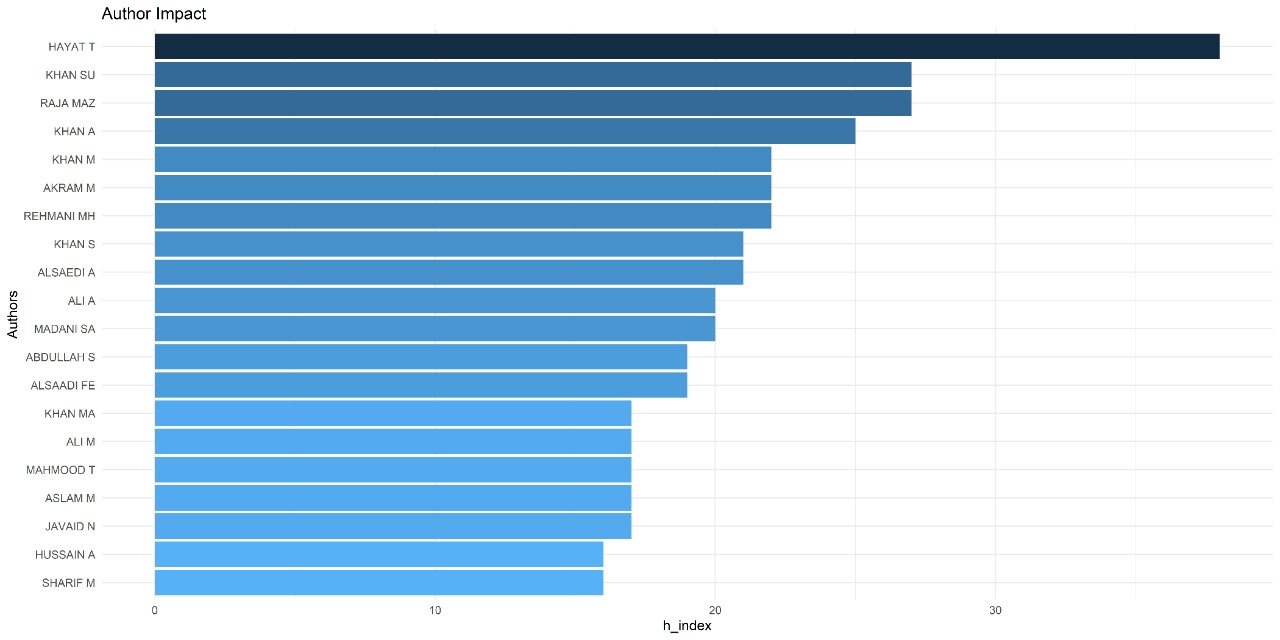 Author Impact
HAYAT T
KHAN SU
RAJA MAZ
KHAN A
KHAN M
AKRAM M
REHMANI MH
KHAN S
ALSAEDI A
ALI A
MADANI SA
ABDULLAH S
ALSAADI FE
KHAN MA
ALI M
MAHMOOD T
ASLAM M
JAVAID N
HUSSAIN A
SHARIF M
Authors
0 10 20 30
h_index